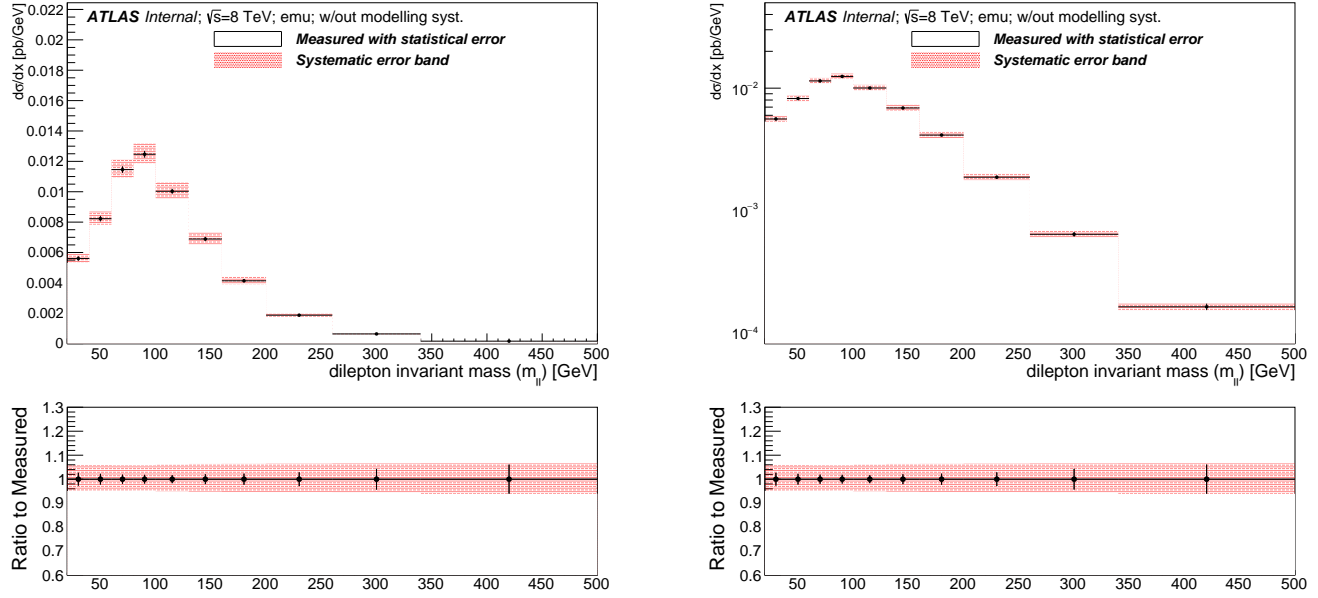 ATLAS Internal; √s=8 TeV; emu; w/out modelling syst.
Measured with statistical error
Systematic error band
dσ/dx [pb/GeV]
0.022
0.02
0.018
0.016
0.014
0.012
0.01
0.008
0.006
0.004
0.002
0
50 100 150 200 250 300 350 400 450 500
dilepton invariant mass (m_ll) [GeV]
Ratio to Measured
1.3
1.2
1.1
1
0.9
0.8
0.7
0.6
50 100 150 200 250 300 350 400 450 500
ATLAS Internal; √s=8 TeV; emu; w/out modelling syst.
Measured with statistical error
Systematic error band
dσ/dx [pb/GeV]
10⁻²
10⁻³
10⁻⁴
50 100 150 200 250 300 350 400 450 500
dilepton invariant mass (m_ll) [GeV]
Ratio to Measured
1.3
1.2
1.1
1
0.9
0.8
0.7
0.6
50 100 150 200 250 300 350 400 450 500